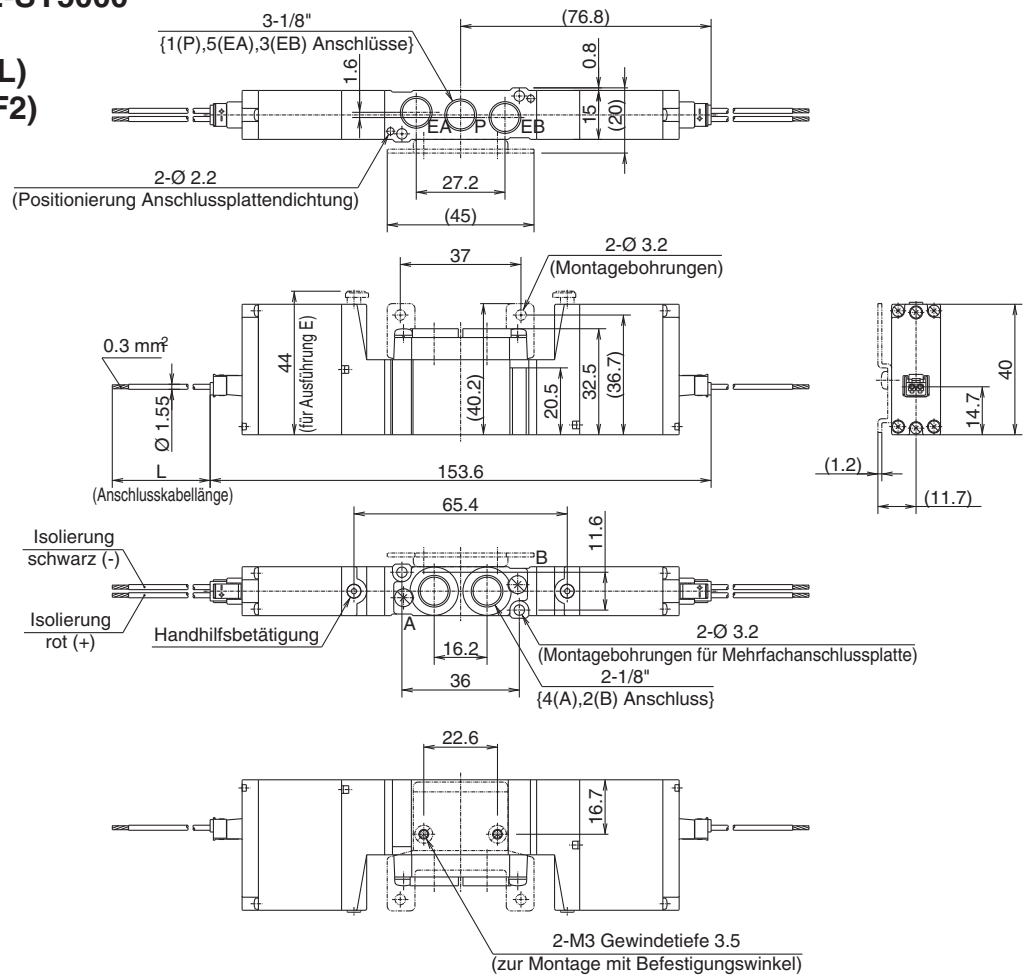 L)
F2)
3-1/8"
{1(P),5(EA),3(EB) Anschlüsse}
(76.8)
1.6
0.8
15
(20)
EA P EB
2-Ø 2.2
(Positionierung Anschlussplattendichtung)
27.2
(45)
37
2-Ø 3.2
(Montagebohrungen)
0.3 mm²
Ø 1.55
44
(für Ausführung E)
(40.2)
20.5
32.5
(36.7)
40
14.7
L
(Anschlusskabellänge)
153.6
(1.2)
(11.7)
65.4
11.6
Isolierung
schwarz (-)
B
Isolierung
rot (+)
Handhilfsbetätigung
A
16.2
36
2-Ø 3.2
(Montagebohrungen für Mehrfachanschlussplatte)
2-1/8"
{4(A),2(B) Anschluss}
22.6
16.7
2-M3 Gewindetiefe 3.5
(zur Montage mit Befestigungswinkel)